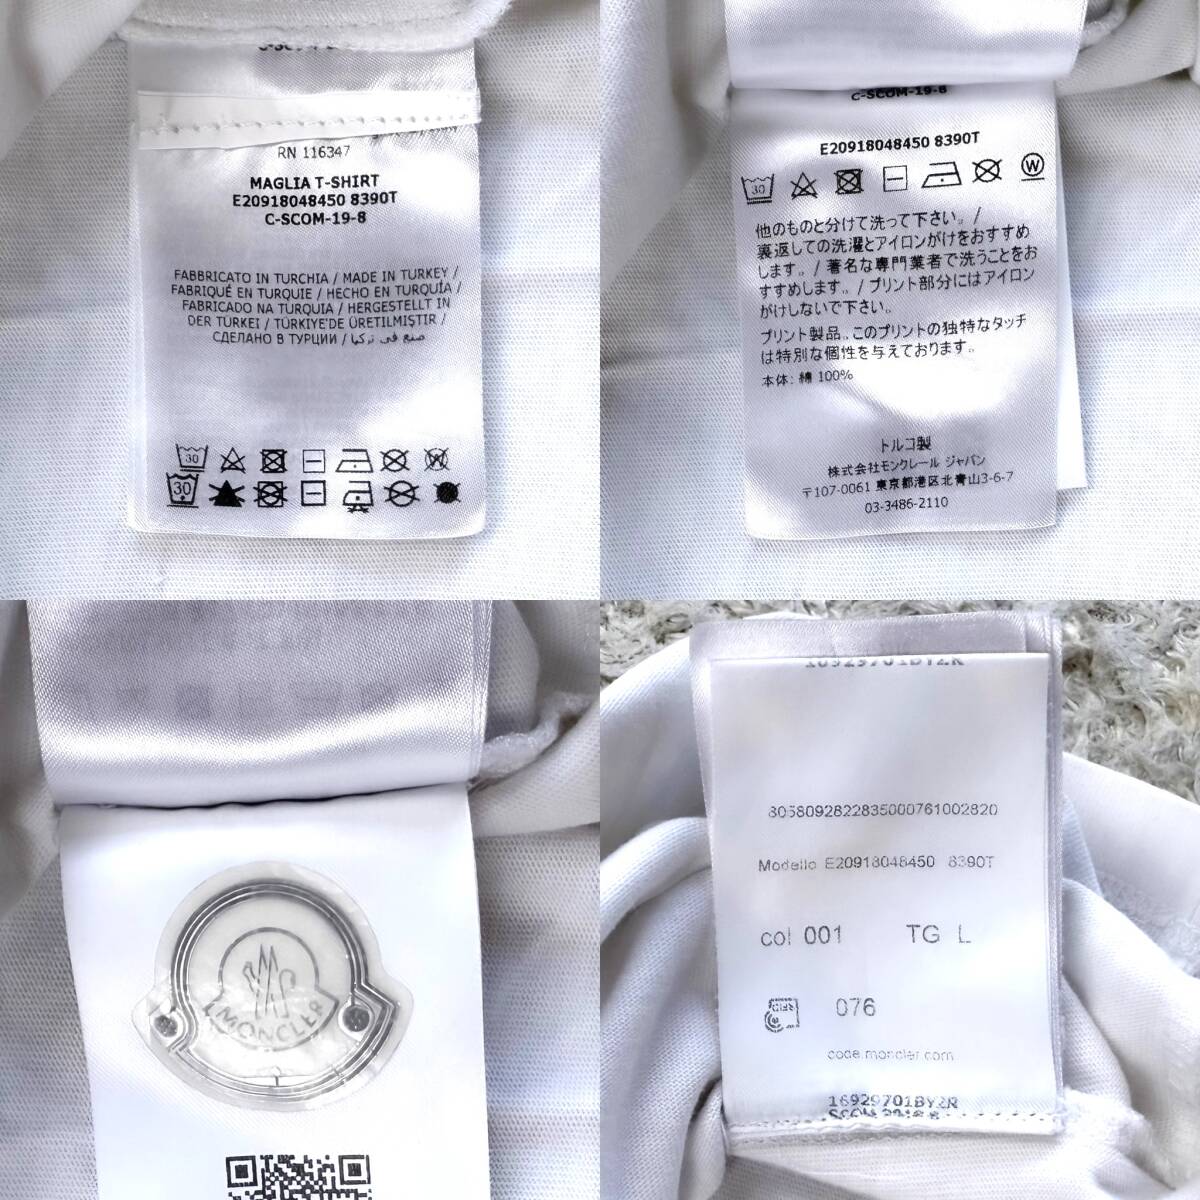 RN 116347
MAGLIA T-SHIRT
E20918048450 8390T
C-SCOM-19-8
FABBRICATO IN TURCHIA / MADE IN TURKEY /
FABRIQUÉ EN TURQUIE / HECHO EN TURQUÍA /
FABRICADO NA TURQUIA / HERGESTELLT IN
DER TÜRKEI / TÜRKIYE'DE ÜRETILMIŞTIR /
СДЕЛАНО В ТУРЦИИ / صنع في تركيا
30
30
C-SCOM-19-8
E20918048450 8390T
30 W
他のものと分けて洗って下さい。/
裏返しての洗濯とアイロンがけをおすすめ
します。/ 著名な専門業者で洗うことをお
すすめします。/ プリント部分にはアイロン
がけしないで下さい。
プリント製品。このプリントの独特なタッチ
は特別な個性を与えております。
本体: 綿 100%
トルコ製
株式会社モンクレール ジャパン
〒107-0061 東京都港区北青山3-6-7
03-3486-2110
MONCLER
16929701BYZR
8058092822835000761002820
Modello E20918048450 8390T
col 001 TG L
RFID 076
code.moncler.com
16929701BYZR